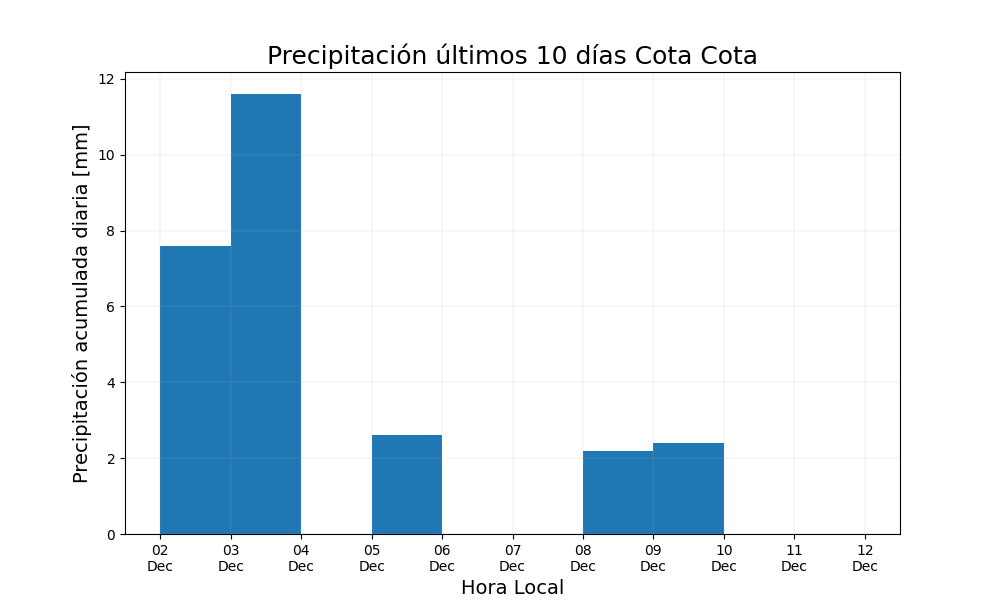 Precipitación últimos 10 días Cota Cota
Precipitación acumulada diaria [mm]
12
10
8
6
4
2
0
02 03 04 05 06 07 08 09 10 11 12
Dec Dec Dec Dec Dec Dec Dec Dec Dec Dec Dec
Hora Local